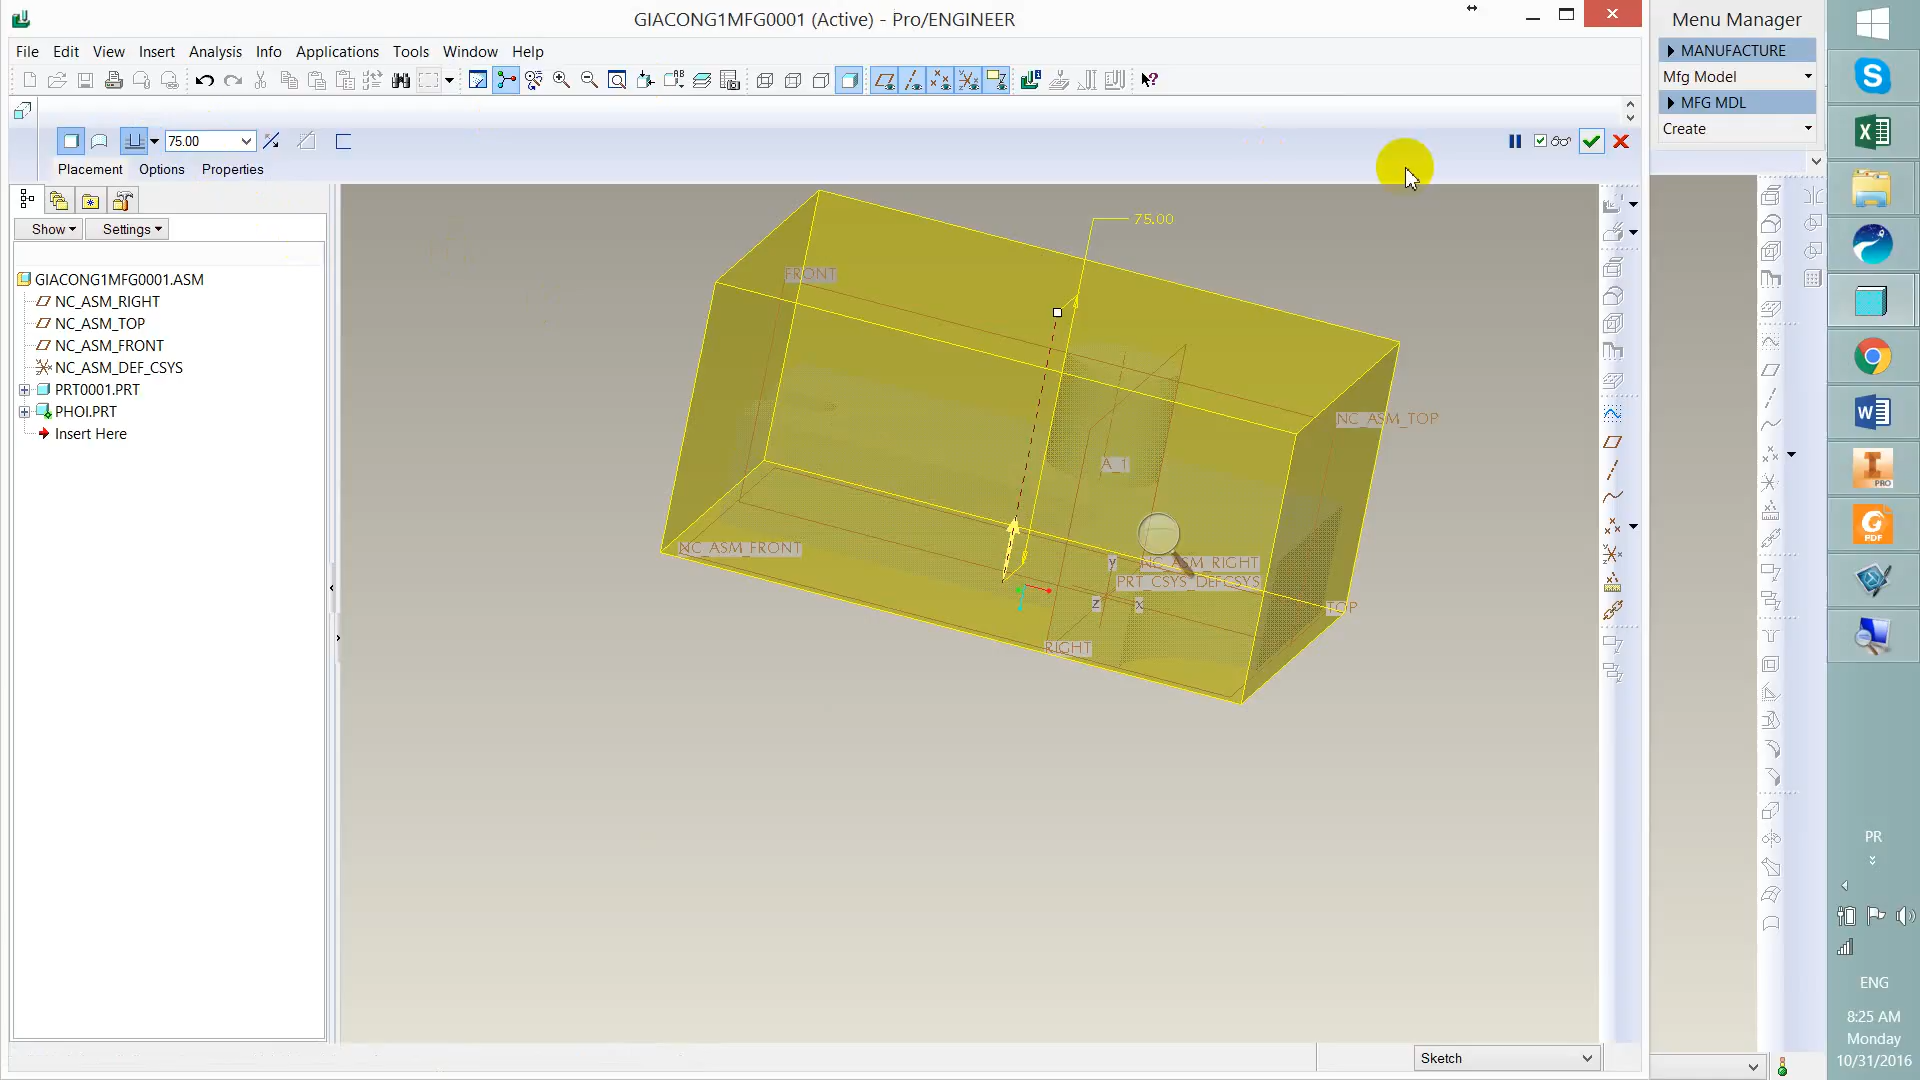 GIACONG1MFG0001 (Active) - Pro/ENGINEER
Menu Manager
File Edit View Insert Analysis Info Applications Tools Window Help
MANUFACTURE
Mfg Model
MFG MDL
Create
75.00
Placement Options Properties
Show Settings
GIACONG1MFG0001.ASM
NC_ASM_RIGHT
NC_ASM_TOP
NC_ASM_FRONT
NC_ASM_DEF_CSYS
PRT0001.PRT
PHOI.PRT
Insert Here
75.00
FRONT
NC_ASM_TOP
A_1
NC_ASM_FRONT
y NC_ASM_RIGHT
PRT_CSYS_DEFCSYS
z x
TOP
RIGHT
Sketch
PRO
PDF
PR
ENG
8:25 AM
Monday
10/31/2016